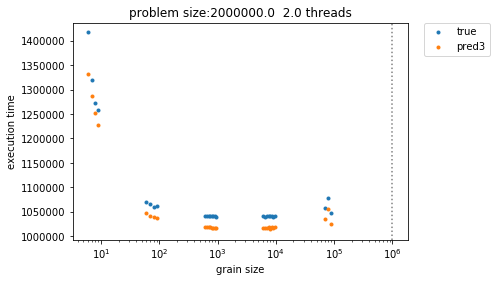 problem size:2000000.0  2.0 threads
true
pred3
execution time
1400000
1350000
1300000
1250000
1200000
1150000
1100000
1050000
1000000
10¹ 10² 10³ 10⁴ 10⁵ 10⁶
grain size